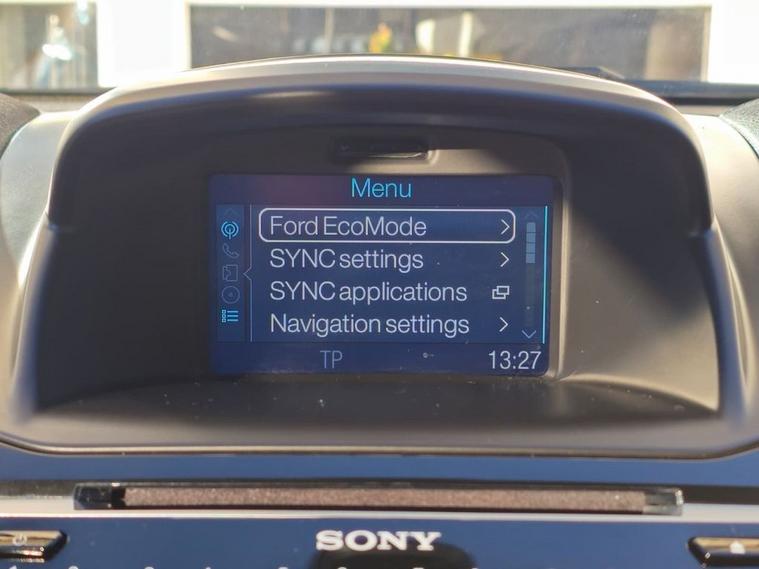 Menu
Ford EcoMode
SYNC settings
SYNC applications
Navigation settings
TP
13:27
SONY